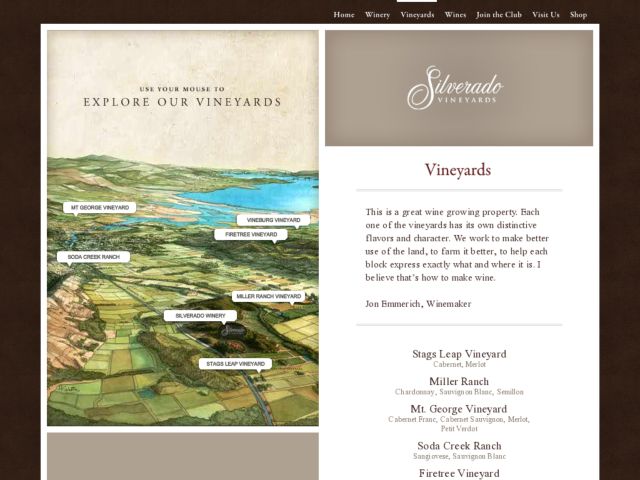 Home Winery Vineyards Wines Join the Club Visit Us Shop
USE YOUR MOUSE TO
EXPLORE OUR VINEYARDS
MT GEORGE VINEYARD
VINEBURG VINEYARD
FIRETREE VINEYARD
SODA CREEK RANCH
MILLER RANCH VINEYARD
SILVERADO WINERY
Silverado
STAGS LEAP VINEYARD
Silverado
VINEYARDS
Vineyards
This is a great wine growing property. Each
one of the vineyards has its own distinctive
flavors and character. We work to make better
use of the land, to farm it better, to help each
block express exactly what and where it is. I
believe that's how to make wine.
Jon Emmerich, Winemaker
Stags Leap Vineyard
Cabernet, Merlot
Miller Ranch
Chardonnay, Sauvignon Blanc, Semillon
Mt. George Vineyard
Cabernet Franc, Cabernet Sauvignon, Merlot,
Petit Verdot
Soda Creek Ranch
Sangiovese, Sauvignon Blanc
Firetree Vineyard